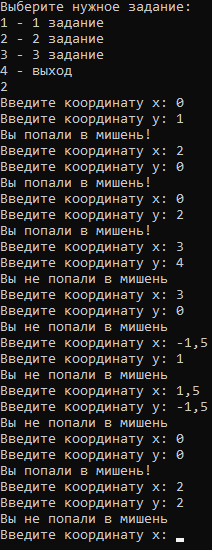 Выберите нужное задание:
1 - 1 задание
2 - 2 задание
3 - 3 задание
4 - выход
2
Введите координату x: 0
Введите координату y: 1
Вы попали в мишень!
Введите координату x: 2
Введите координату y: 0
Вы попали в мишень!
Введите координату x: 0
Введите координату y: 2
Вы попали в мишень!
Введите координату x: 3
Введите координату y: 4
Вы не попали в мишень
Введите координату x: 3
Введите координату y: 0
Вы не попали в мишень
Введите координату x: -1,5
Введите координату y: 1
Вы не попали в мишень
Введите координату x: 1,5
Введите координату y: -1,5
Вы не попали в мишень
Введите координату x: 0
Введите координату y: 0
Вы попали в мишень!
Введите координату x: 2
Введите координату y: 2
Вы не попали в мишень
Введите координату x: